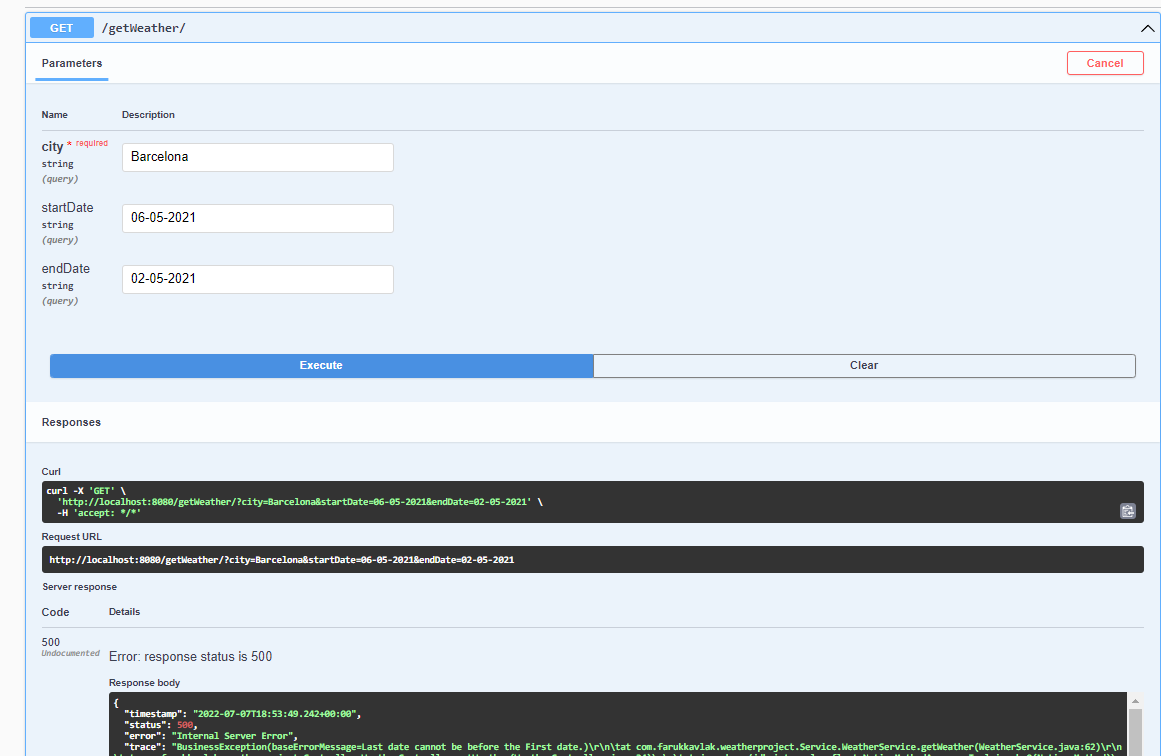 GET /getWeather/
Parameters
Cancel
Name Description
city * required
string
(query)
Barcelona
startDate
string
(query)
06-05-2021
endDate
string
(query)
02-05-2021
Execute Clear
Responses
Curl
curl -X 'GET' \
'http://localhost:8080/getWeather/?city=Barcelona&startDate=06-05-2021&endDate=02-05-2021' \
-H 'accept: */*'
Request URL
http://localhost:8080/getWeather/?city=Barcelona&startDate=06-05-2021&endDate=02-05-2021
Server response
Code Details
500
Undocumented
Error: response status is 500
Response body
{
"timestamp": "2022-07-07T18:53:49.242+00:00",
"status": 500,
"error": "Internal Server Error",
"trace": "BusinessException(baseErrorMessage=Last date cannot be before the First date.)\r\n\tat com.farukkavlak.weatherproject.Service.WeatherService.getWeather(WeatherService.java:62)\r\n